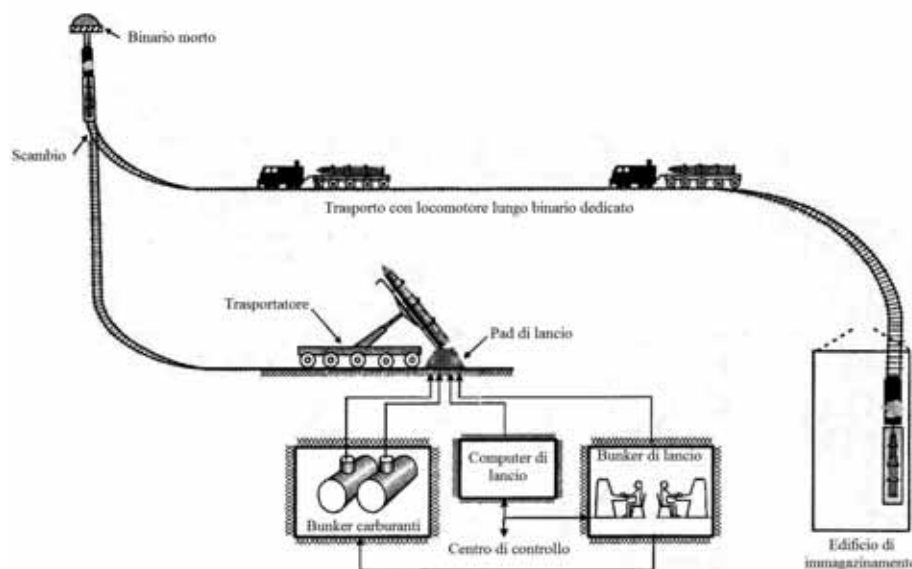 Binario morto
Scambio
Trasporto con locomotore lungo binario dedicato
Trasportatore
Pad di lancio
Computer di
lancio
Bunker di lancio
Bunker carburanti
Centro di controllo
Edificio di
immagazinamento